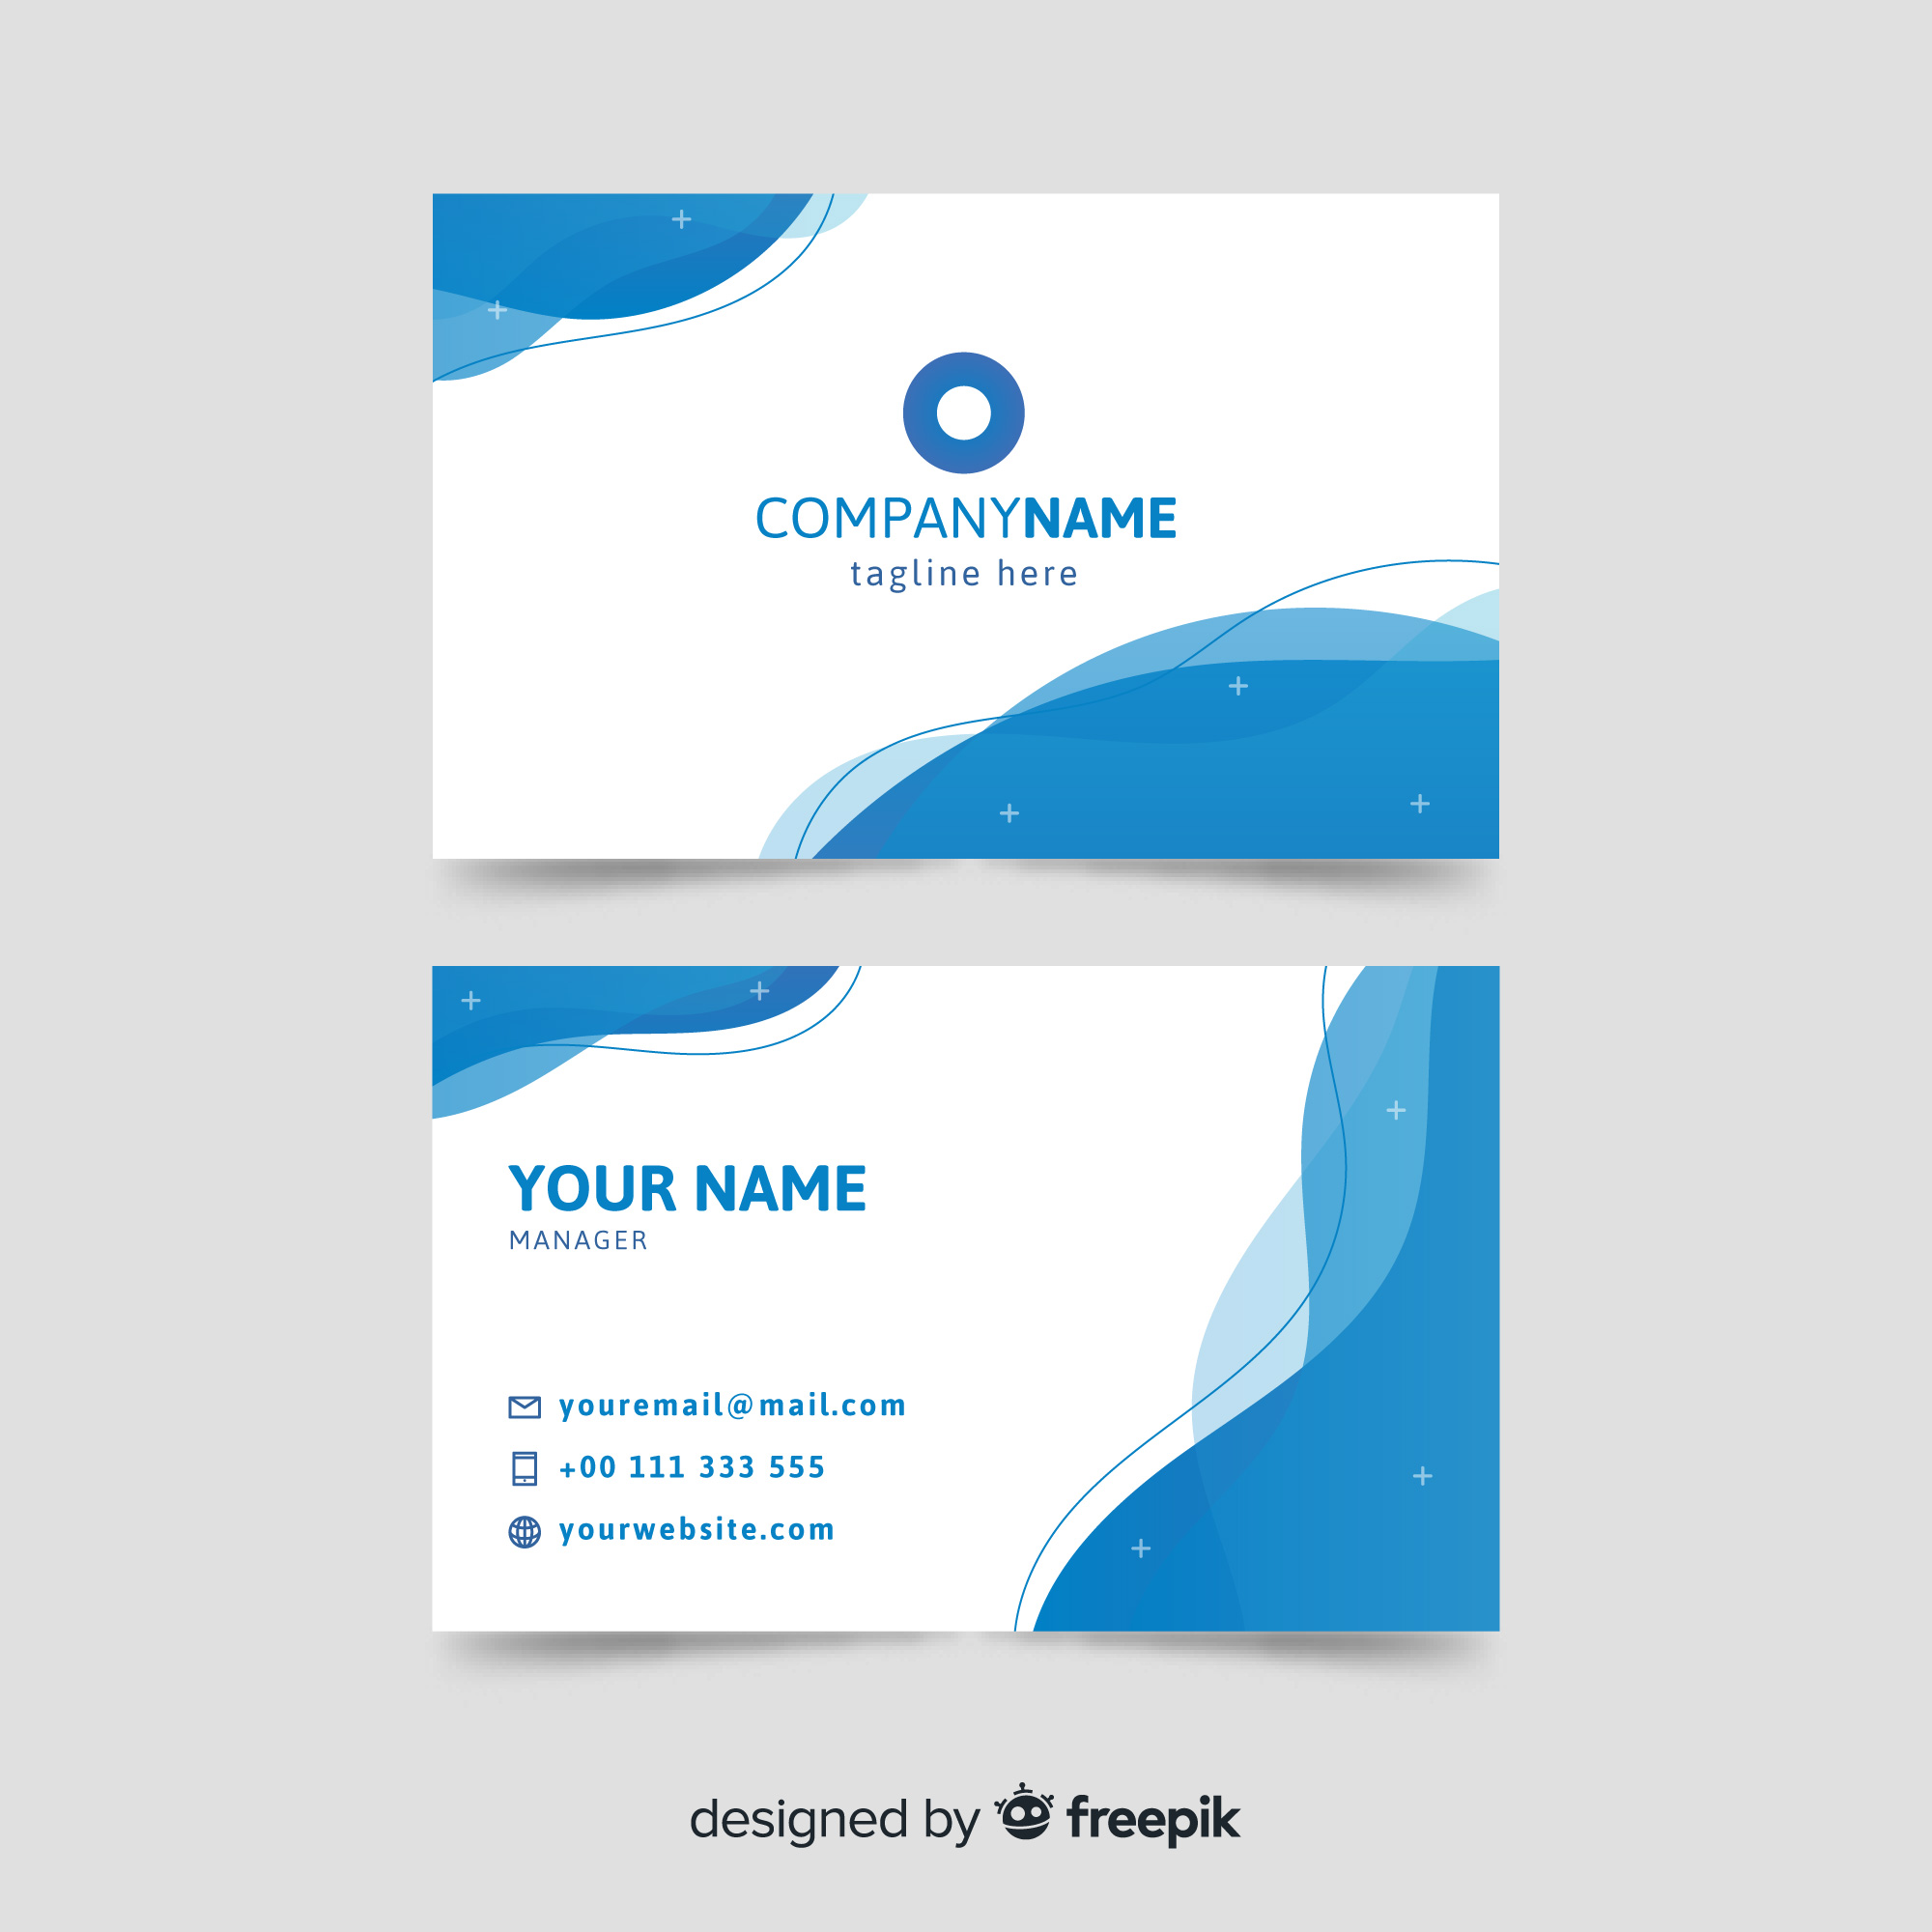 COMPANYNAME
tagline here
YOUR NAME
MANAGER
youremail@mail.com
+00 111 333 555
yourwebsite.com
designed by freepik